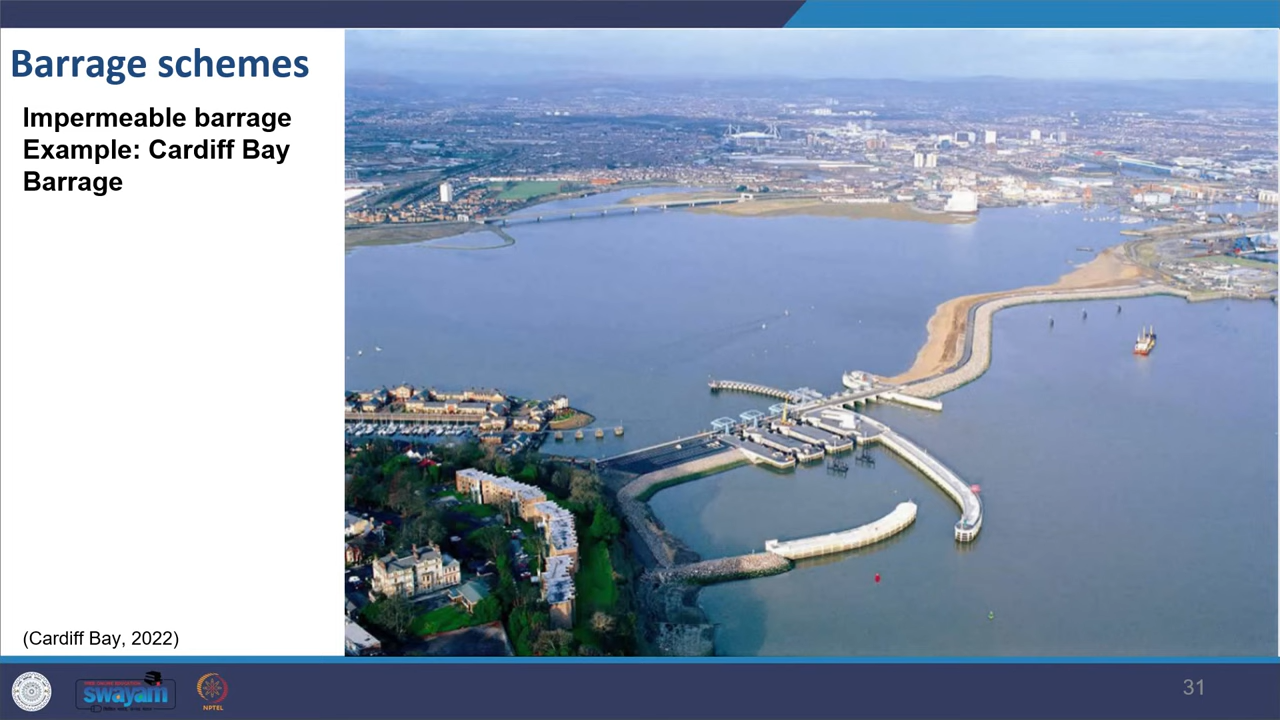 Barrage schemes
Impermeable barrage
Example: Cardiff Bay
Barrage
(Cardiff Bay, 2022)
swayam
NPTEL
31